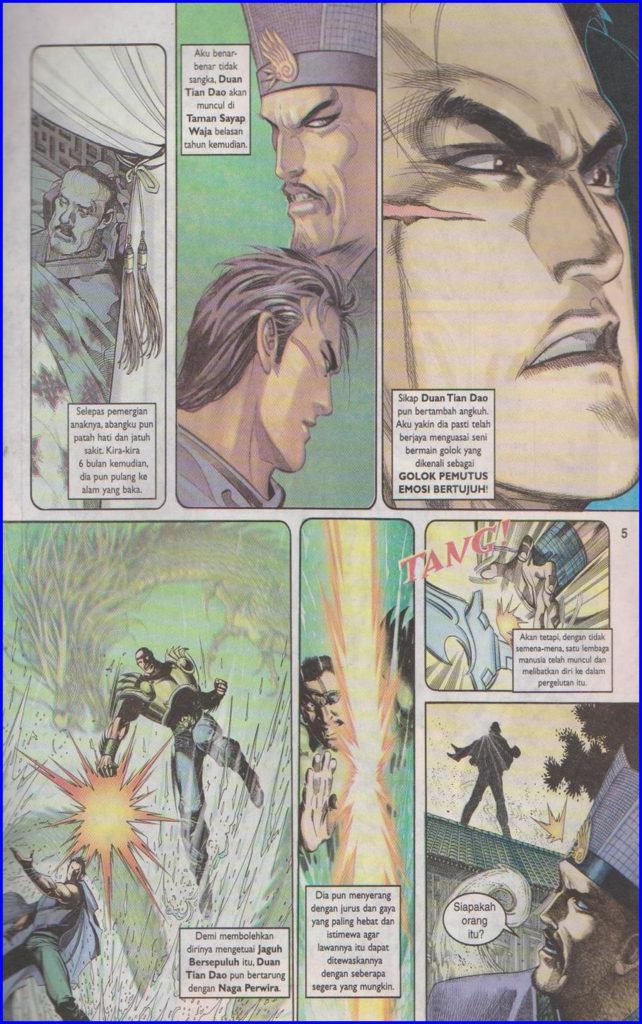 Selepas pemergian
anaknya, abangku pun
patah hati dan jatuh
sakit. Kira-kira
6 bulan kemudian,
dia pun pulang ke
alam yang baka.
Aku benar-
benar tidak
sangka, Duan
Tian Dao akan
muncul di
Taman Sayap
Waja belasan
tahun kemudian.
Sikap Duan Tian Dao
pun bertambah angkuh.
Aku yakin dia pasti telah
berjaya menguasai seni
bermain golok yang
dikenali sebagai
GOLOK PEMUTUS
EMOSI BERTUJUH!
5
Demi membolehkan
dirinya mengetuai Jaguh
Bersepuluh itu, Duan
Tian Dao pun bertarung
dengan Naga Perwira.
Dia pun menyerang
dengan jurus dan gaya
yang paling hebat dan
istimewa agar
lawannya itu dapat
ditewaskannya
dengan seberapa
segera yang mungkin.
TANG!
Akan tetapi, dengan tidak
semena-mena, satu lembaga
manusia telah muncul dan
melibatkan diri ke dalam
pergelutan itu.
Siapakah
orang
itu?